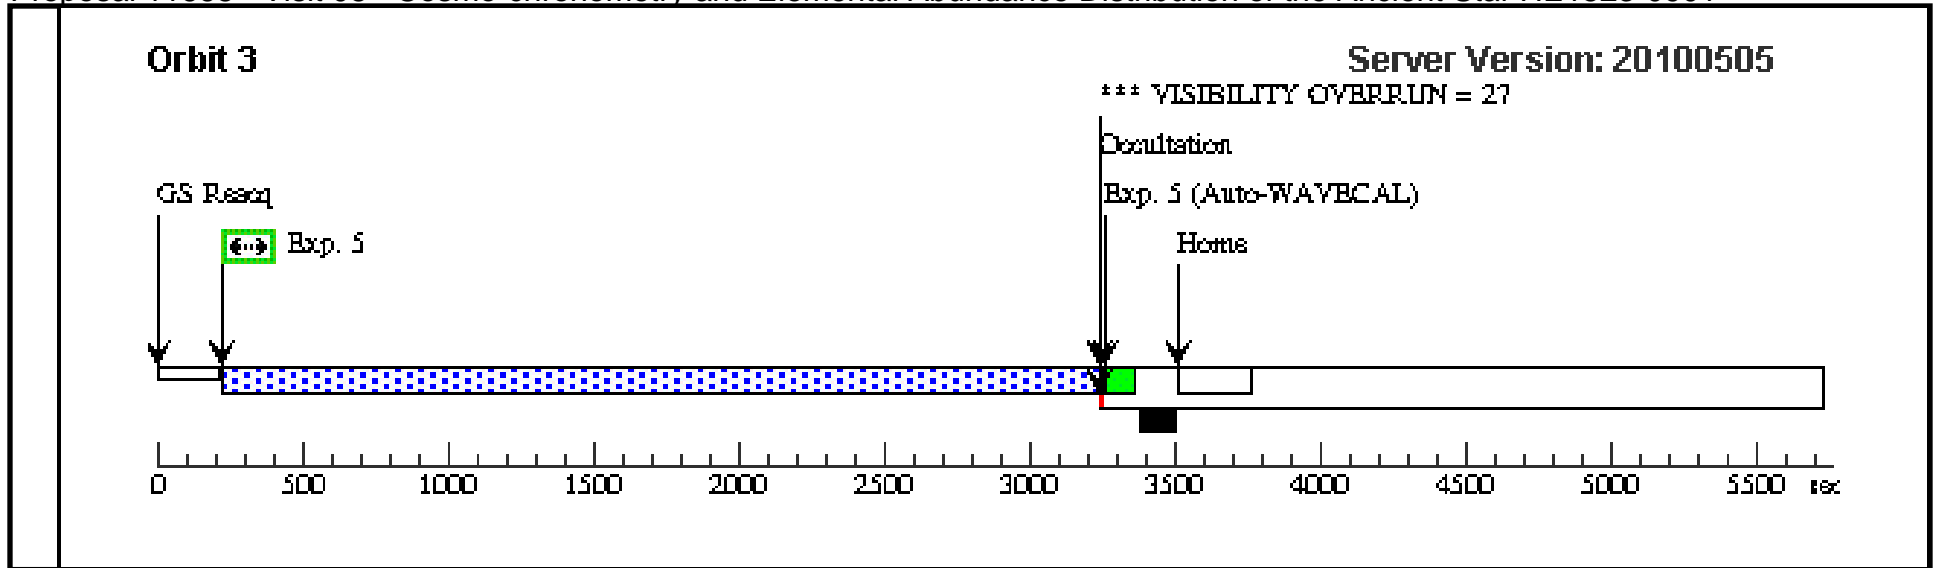 Orbit 3
Server Version: 20100505
*** VISIBILITY OVERRUN = 27
Occultation
GS Reacq
Exp. 5 (Auto-WAVECAL)
Exp. 5
Home
0 500 1000 1500 2000 2500 3000 3500 4000 4500 5000 5500 sec